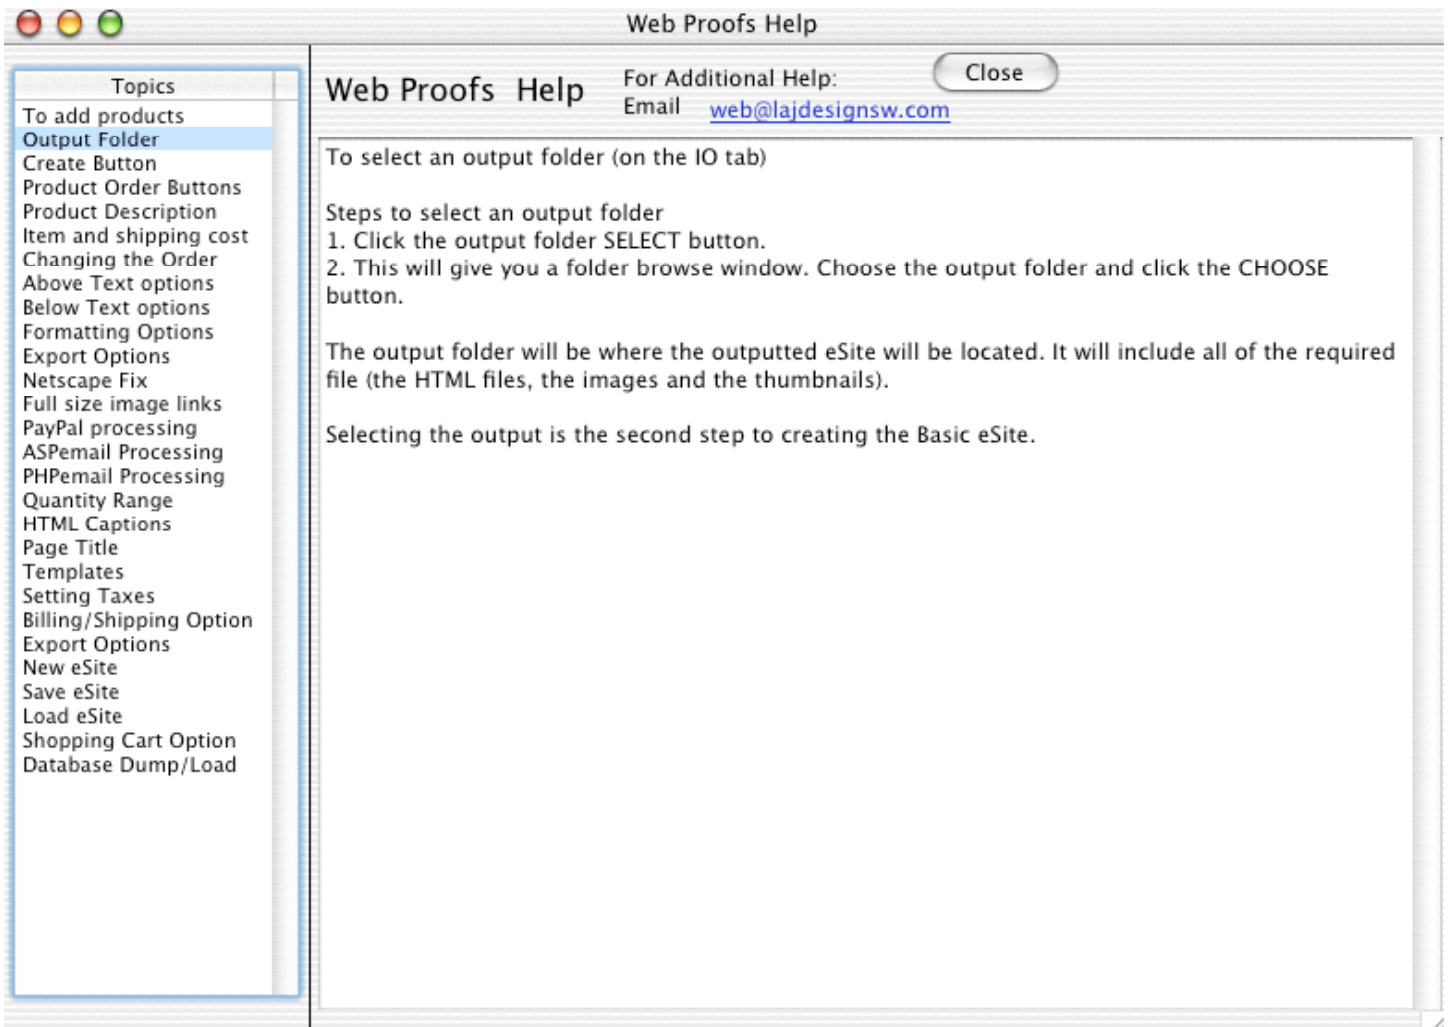 Web Proofs Help
Topics
To add products
Output Folder
Create Button
Product Order Buttons
Product Description
Item and shipping cost
Changing the Order
Above Text options
Below Text options
Formatting Options
Export Options
Netscape Fix
Full size image links
PayPal processing
ASPemail Processing
PHPemail Processing
Quantity Range
HTML Captions
Page Title
Templates
Setting Taxes
Billing/Shipping Option
Export Options
New eSite
Save eSite
Load eSite
Shopping Cart Option
Database Dump/Load
Web Proofs Help
For Additional Help:
Email web@lajdesignsw.com
Close
To select an output folder (on the IO tab)
Steps to select an output folder
1. Click the output folder SELECT button.
2. This will give you a folder browse window. Choose the output folder and click the CHOOSE
button.
The output folder will be where the outputted eSite will be located. It will include all of the required
file (the HTML files, the images and the thumbnails).
Selecting the output is the second step to creating the Basic eSite.